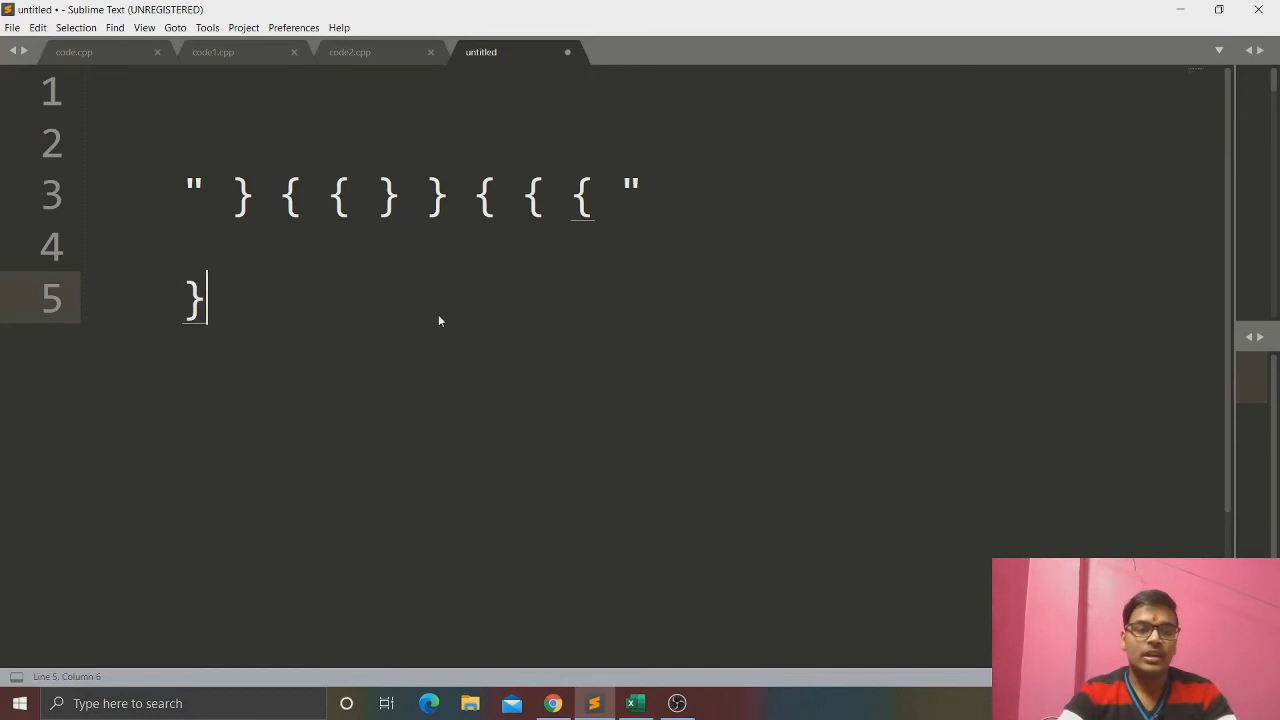 untitled • - Sublime Text (UNREGISTERED)
File Edit Selection Find View Goto Tools Project Preferences Help
code.cpp code1.cpp code2.cpp untitled
1
2
3 " } { { } } { { { "
4
5 }
Line 5, Column 6
Type here to search